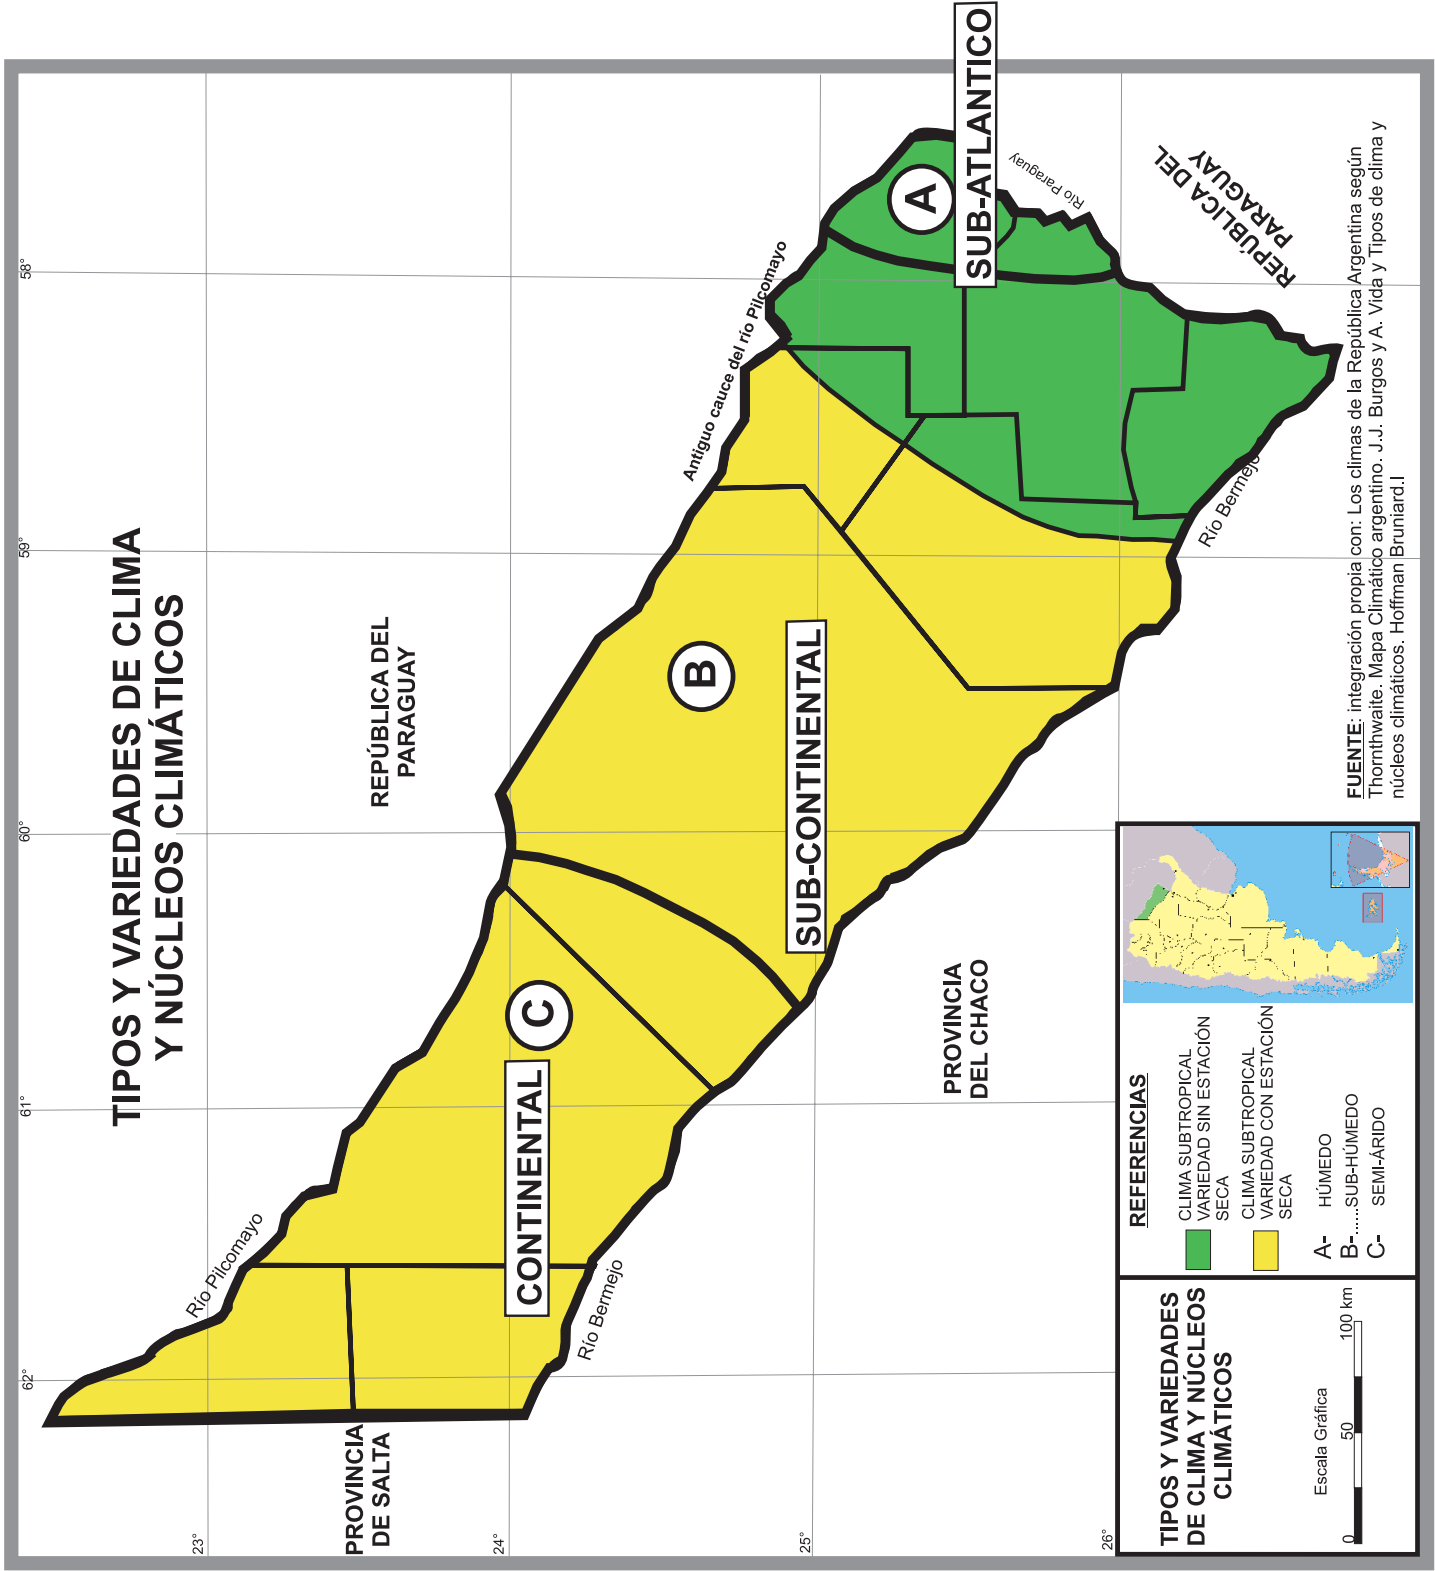 TIPOS Y VARIEDADES DE CLIMA
Y NÚCLEOS CLIMÁTICOS
62°
61°
60°
59°
58°
23°
24°
25°
26°
REPÚBLICA DEL
PARAGUAY
Río Pilcomayo
Antiguo cauce del río Pilcomayo
PROVINCIA
DE SALTA
CONTINENTAL
C
B
SUB-CONTINENTAL
A
SUB-ATLANTICO
Río Paraguay
REPÚBLICA DEL
PARAGUAY
Río Bermejo
Río Bermejo
PROVINCIA
DEL CHACO
TIPOS Y VARIEDADES
DE CLIMA Y NÚCLEOS
CLIMÁTICOS
Escala Gráfica
0
50
100 km
REFERENCIAS
CLIMA SUBTROPICAL
VARIEDAD SIN ESTACIÓN
SECA
CLIMA SUBTROPICAL
VARIEDAD CON ESTACIÓN
SECA
A- HÚMEDO
B-......SUB-HÚMEDO
C- SEMI-ÁRIDO
FUENTE: integración propia con: Los climas de la República Argentina según
Thornthwaite. Mapa Climático argentino. J.J. Burgos y A. Vida y Tipos de clima y
núcleos climáticos. Hoffman Bruniard.l